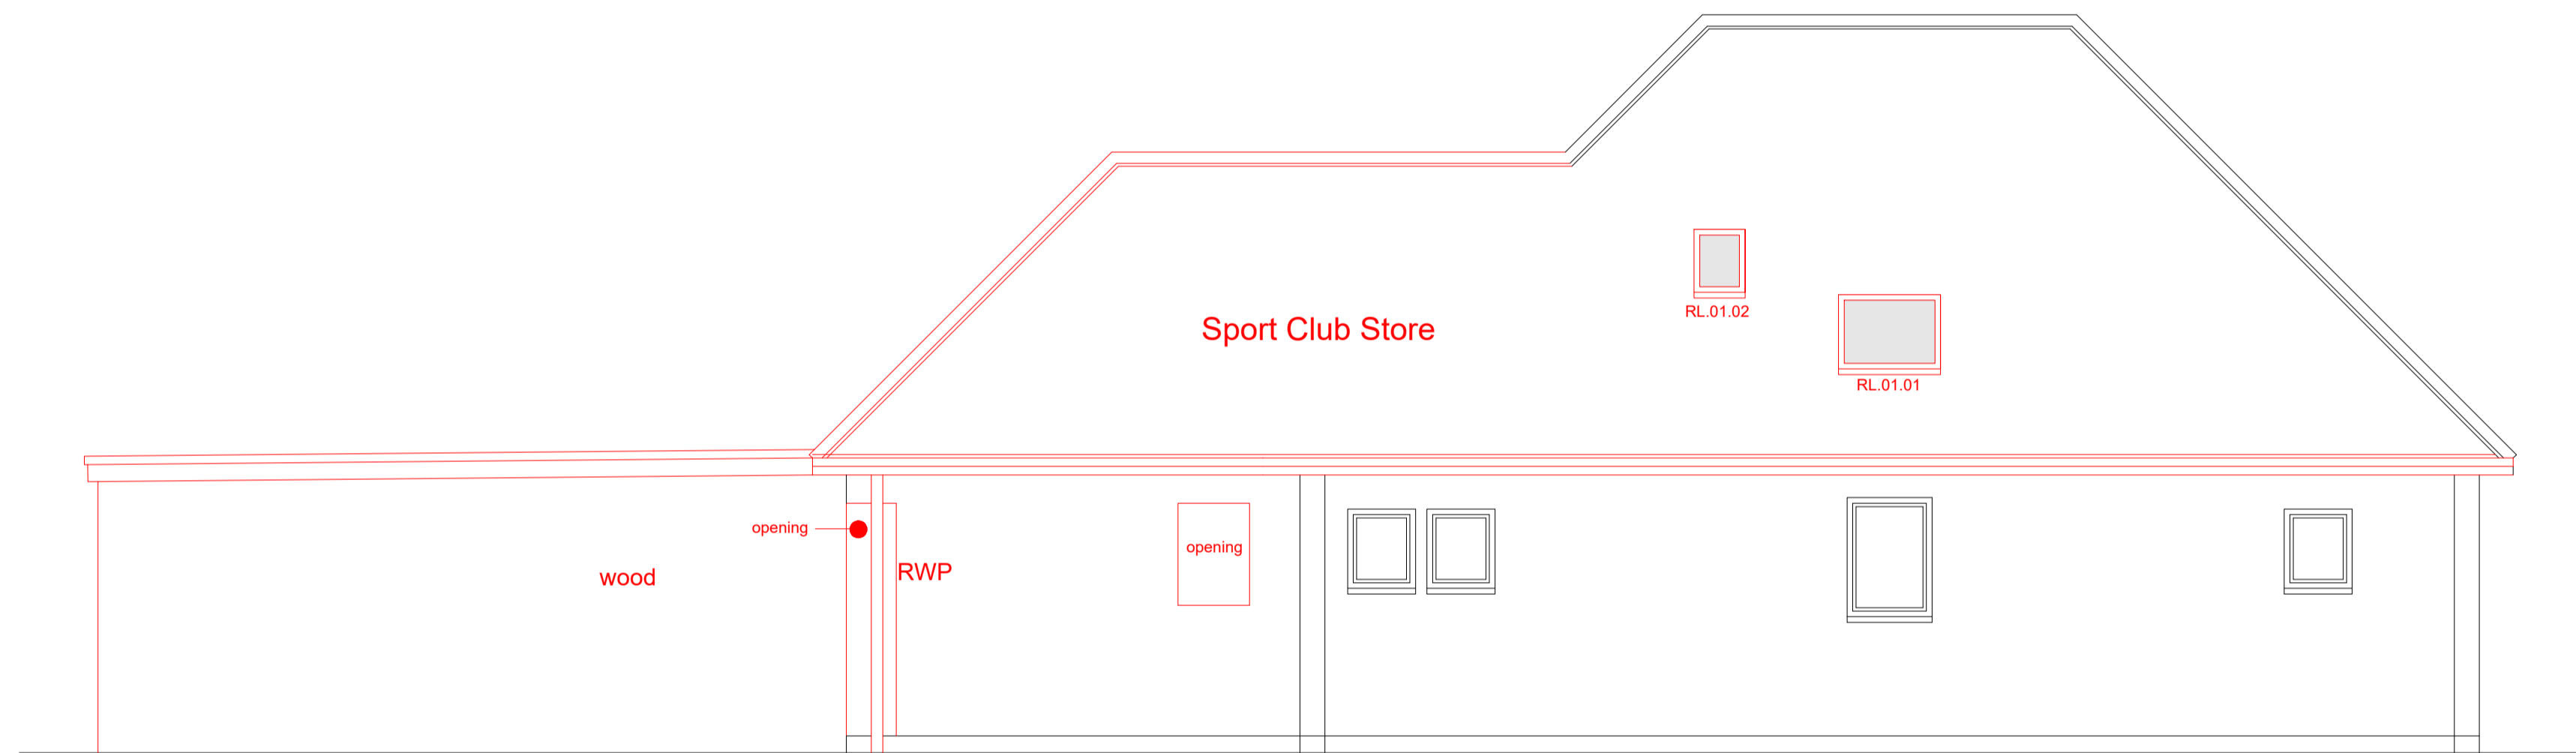 RL.01.02
Sport Club Store
RL.01.01
opening
opening
wood
RWP